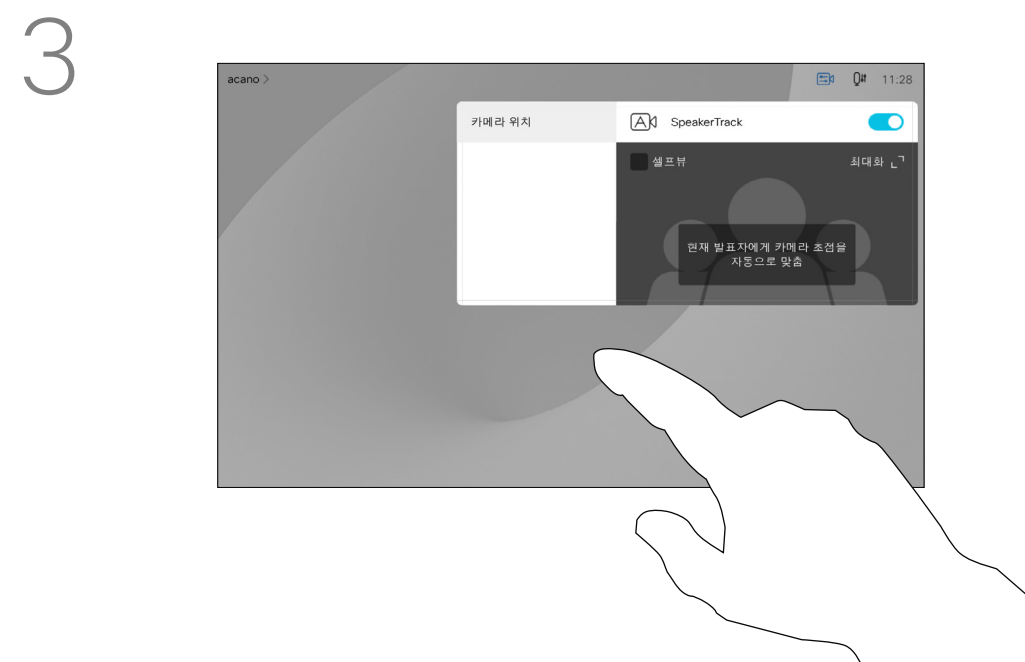 3
acano >
11:28
카메라 위치
SpeakerTrack
셀프뷰
최대화
현재 발표자에게 카메라 초점을
자동으로 맞춤